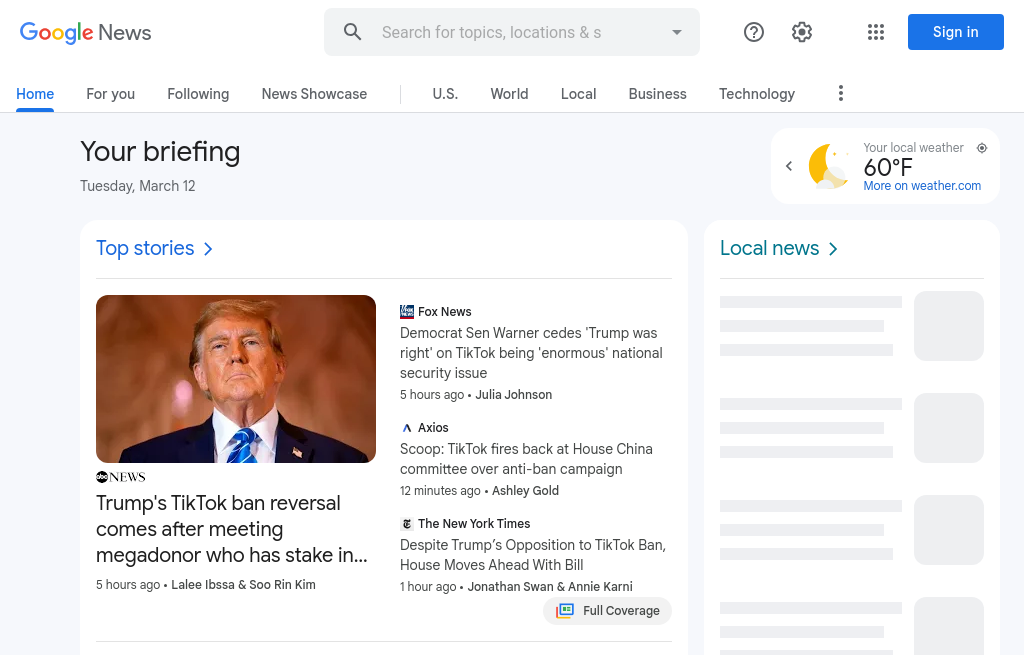 Google News
Search for topics, locations & s
Sign in
Home
For you
Following
News Showcase
U.S.
World
Local
Business
Technology
Your briefing
Tuesday, March 12
Your local weather
60°F
More on weather.com
Top stories
Local news
abc NEWS
Trump's TikTok ban reversal
comes after meeting
megadonor who has stake in...
5 hours ago • Lalee Ibssa & Soo Rin Kim
Fox News
Democrat Sen Warner cedes 'Trump was
right' on TikTok being 'enormous' national
security issue
5 hours ago • Julia Johnson
Axios
Scoop: TikTok fires back at House China
committee over anti-ban campaign
12 minutes ago • Ashley Gold
The New York Times
Despite Trump’s Opposition to TikTok Ban,
House Moves Ahead With Bill
1 hour ago • Jonathan Swan & Annie Karni
Full Coverage